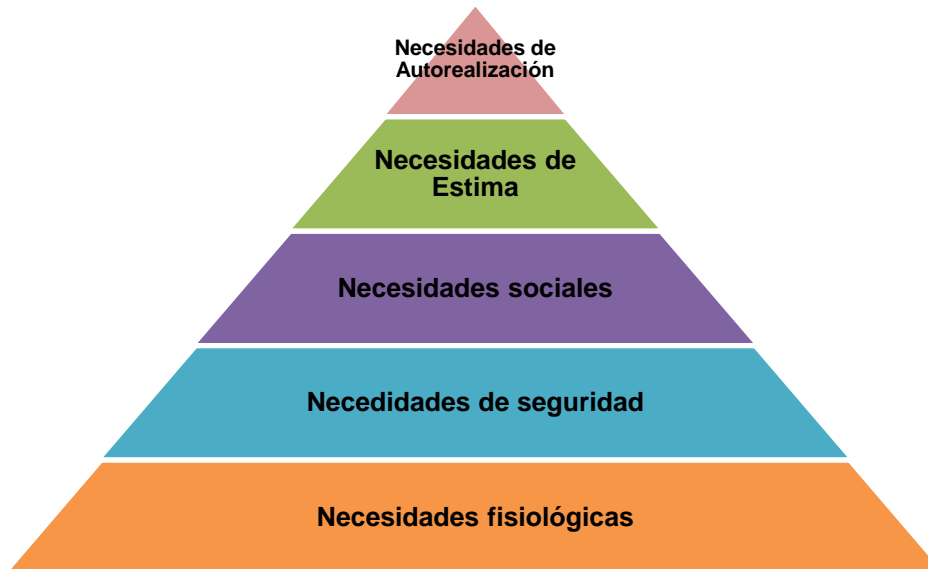 Necesidades de
Autorealización
Necesidades de
Estima
Necesidades sociales
Necedidades de seguridad
Necesidades fisiológicas